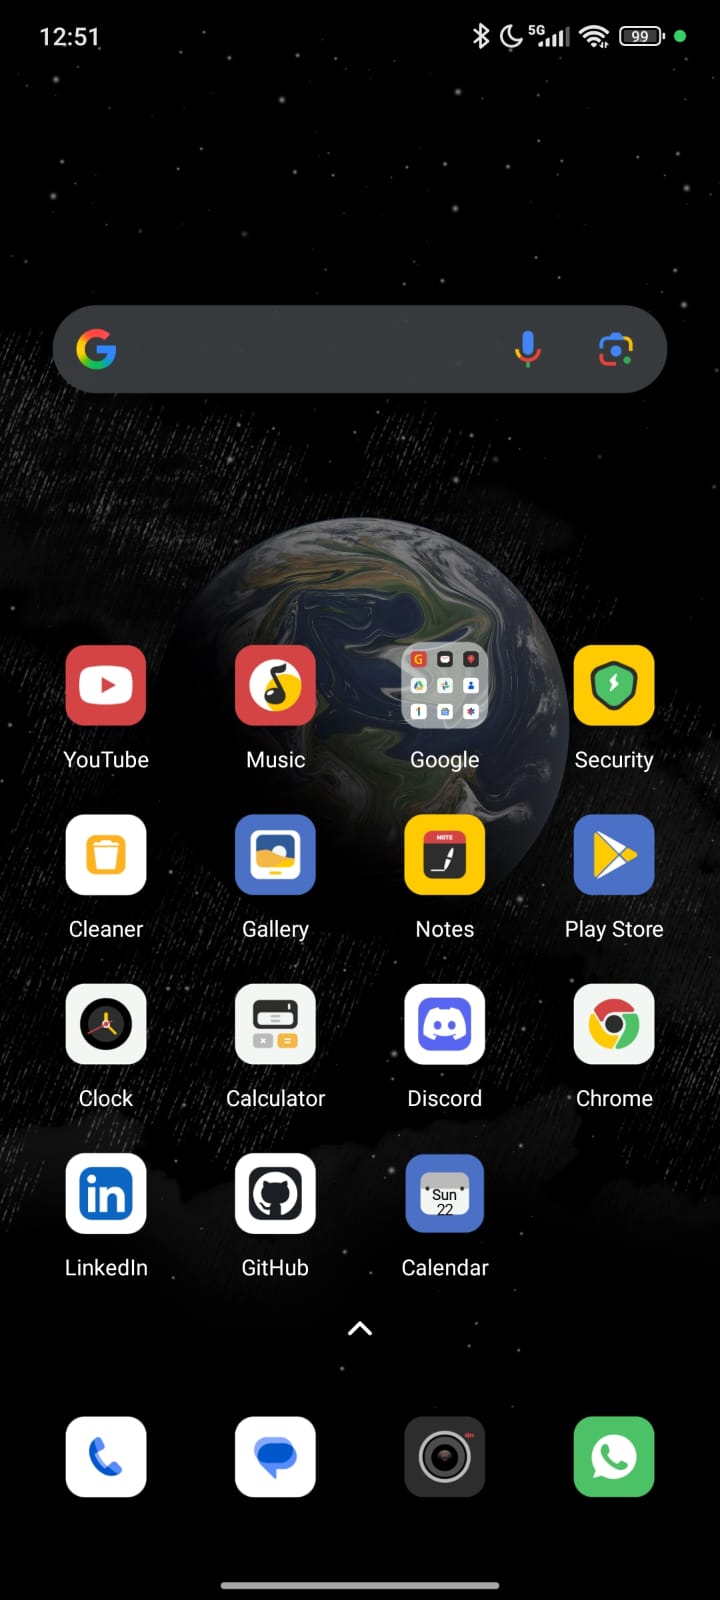 12:51
5G
99
YouTube Music Google Security
Cleaner Gallery Notes Play Store
NOTE
Clock Calculator Discord Chrome
in
Sun
22
LinkedIn GitHub Calendar